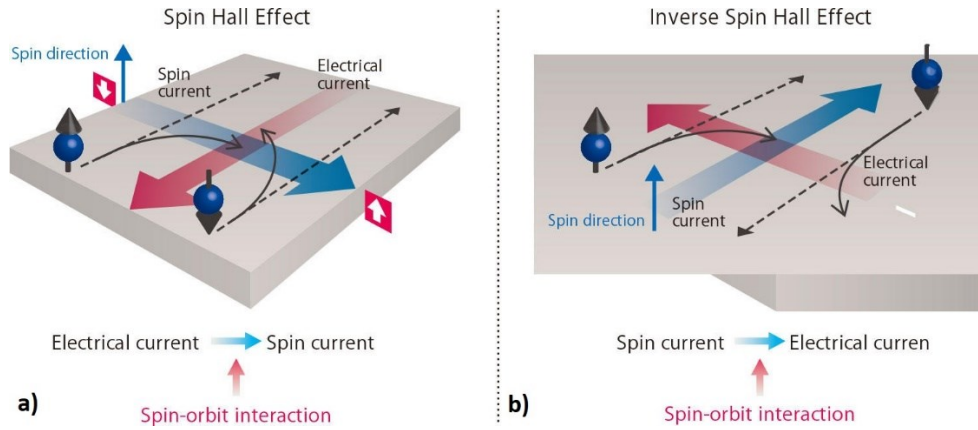 Spin Hall Effect
Spin direction
Spin
current
Electrical
current
Electrical current
Spin current
Spin-orbit interaction
a)
Inverse Spin Hall Effect
Electrical
current
Spin direction
Spin
current
Spin current
Electrical curren
Spin-orbit interaction
b)